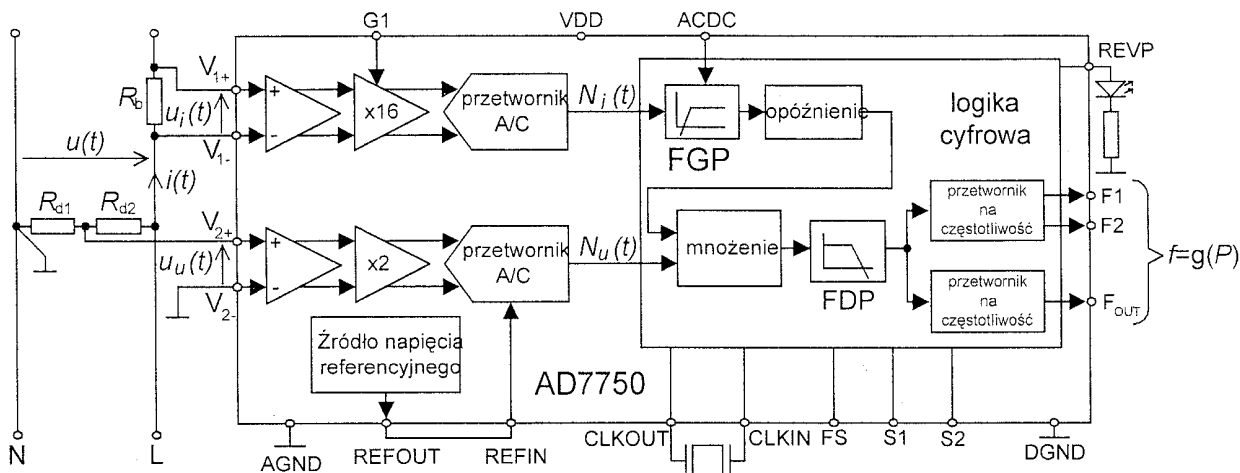 G1
VDD
ACDC
REVP
V1+
Rb
ui(t)
V1-
u(t)
i(t)
+
-
x16
przetwornik
A/C
Ni(t)
FGP
opóźnienie
logika
cyfrowa
Rd1
Rd2
V2+
uu(t)
V2-
+
-
x2
przetwornik
A/C
Nu(t)
mnożenie
FDP
przetwornik
na
częstotliwość
F1
F2
przetwornik
na
częstotliwość
FOUT
f=g(P)
Źródło napięcia
referencyjnego
AD7750
N
L
AGND
REFOUT
REFIN
CLKOUT
CLKIN
FS
S1
S2
DGND